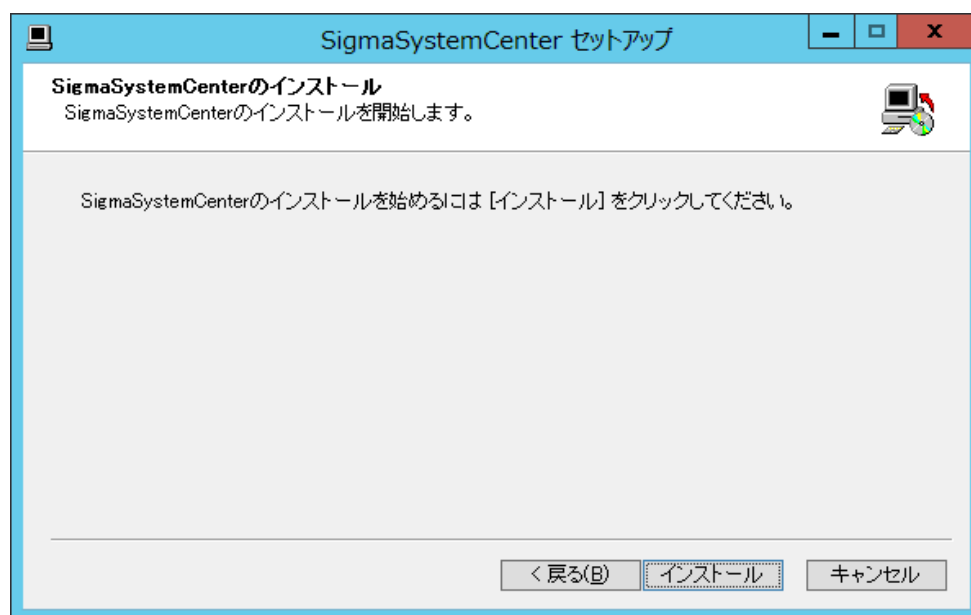 SigmaSystemCenter セットアップ
SigmaSystemCenterのインストール
SigmaSystemCenterのインストールを開始します。
SigmaSystemCenterのインストールを始めるには [インストール] をクリックしてください。
< 戻る(B)
インストール
キャンセル